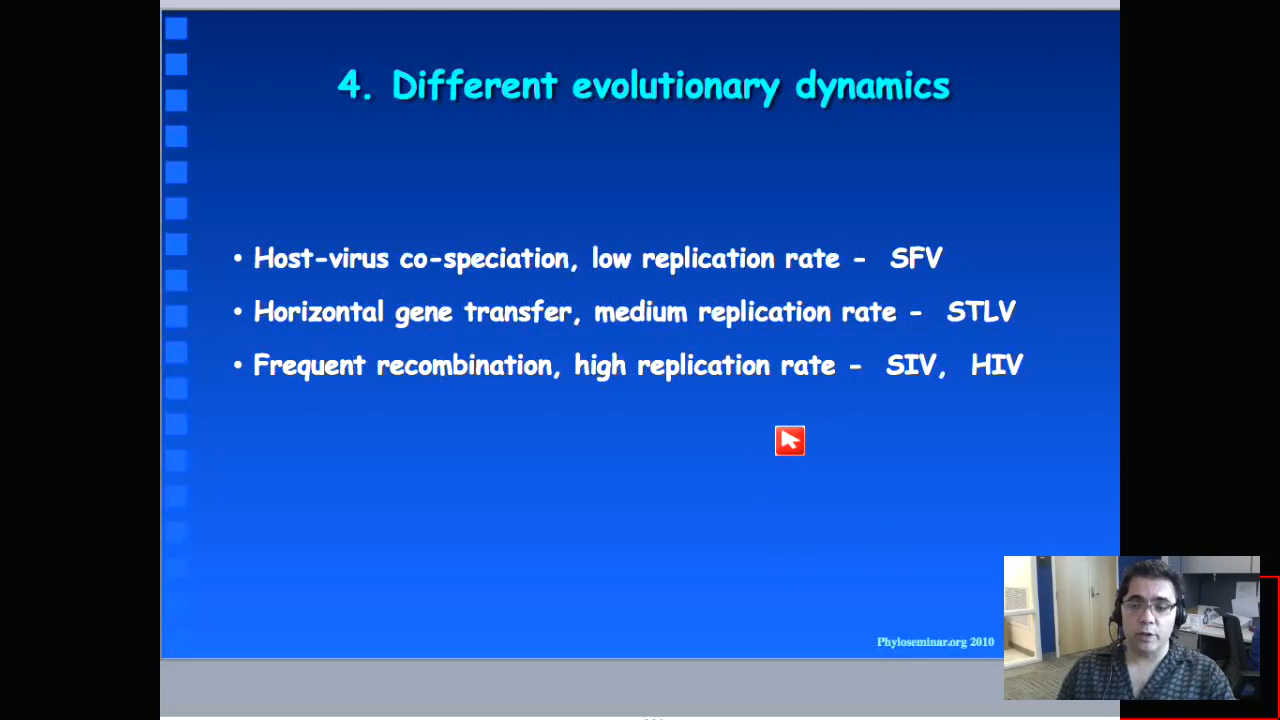 4. Different evolutionary dynamics
• Host-virus co-speciation, low replication rate - SFV
• Horizontal gene transfer, medium replication rate - STLV
• Frequent recombination, high replication rate - SIV, HIV
Phyloseminar.org 2010